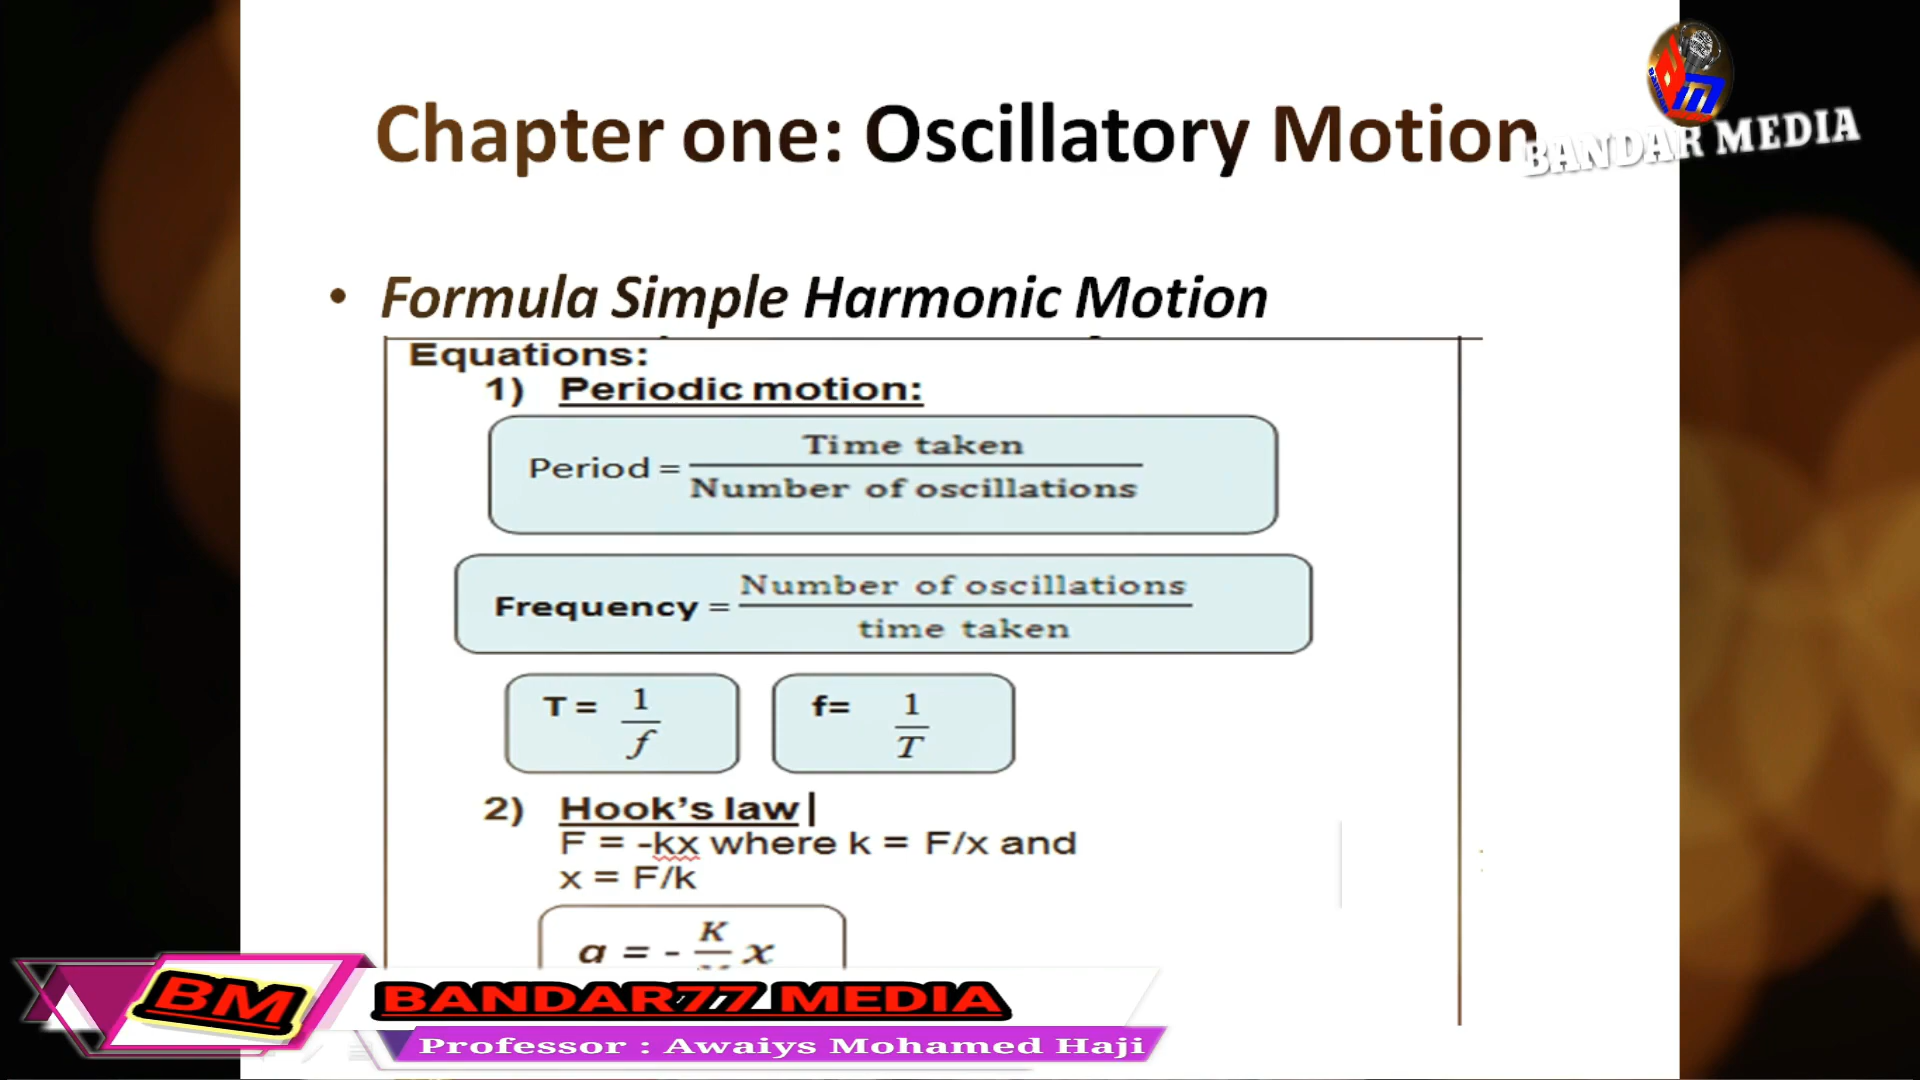 BANDAR MEDIA
Chapter one: Oscillatory Motion
• Formula Simple Harmonic Motion
Equations:
1) Periodic motion:
Period = Time taken / Number of oscillations
Frequency = Number of oscillations / time taken
T = 1 / f
f= 1 / T
2) Hook's law
F = -kx where k = F/x and
x = F/k
a = - K x
BM
BANDAR77 MEDIA
Professor : Awaiys Mohamed Haji